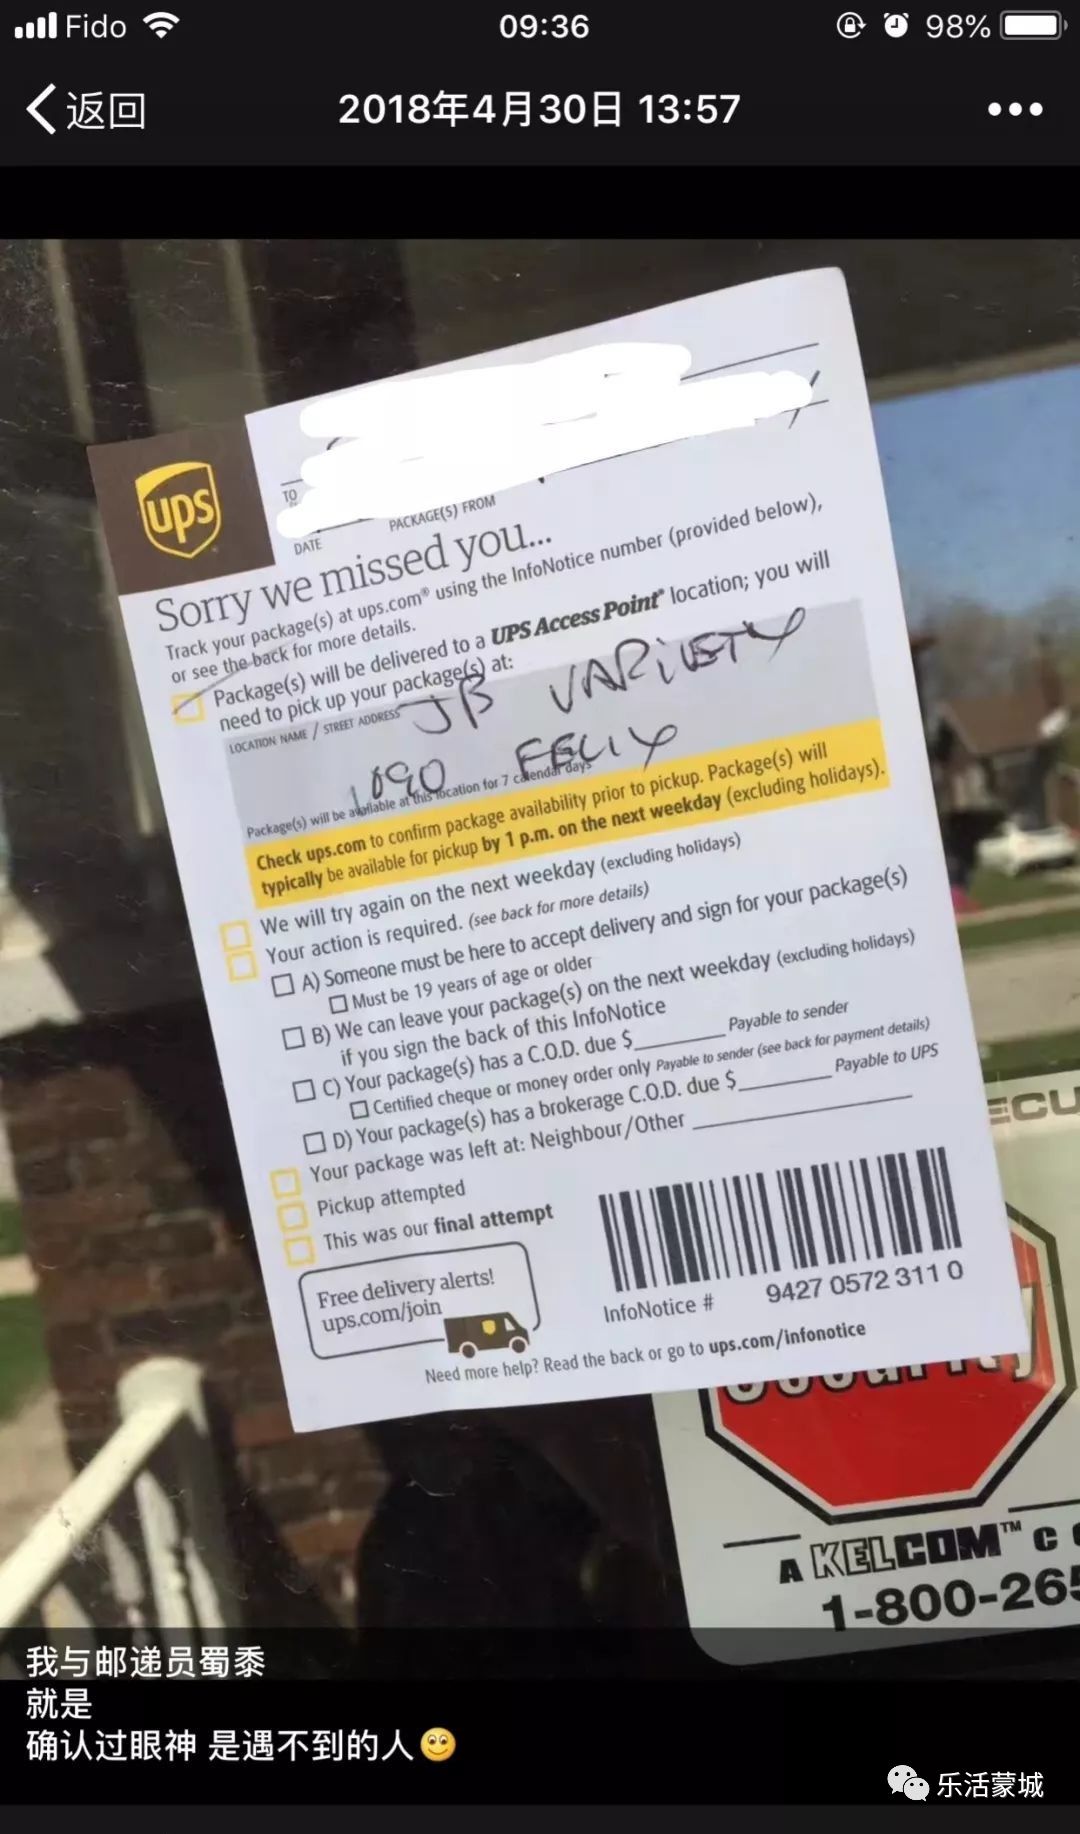 Fido
09:36
98%
返回
2018年4月30日 13:57
ups
TO
DATE
PACKAGE(S) FROM
Sorry we missed you...
Track your package(s) at ups.com® using the InfoNotice number (provided below),
or see the back for more details.
Package(s) will be delivered to a UPS Access Point® location; you will
need to pick up your package(s) at:
LOCATION NAME / STREET ADDRESS
JB VARIETY
1090 FELIX
Package(s) will be available at this location for 7 calendar days
Check ups.com to confirm package availability prior to pickup. Package(s) will
typically be available for pickup by 1 p.m. on the next weekday (excluding holidays).
We will try again on the next weekday (excluding holidays)
Your action is required. (see back for more details)
A) Someone must be here to accept delivery and sign for your package(s)
Must be 19 years of age or older
B) We can leave your package(s) on the next weekday (excluding holidays)
if you sign the back of this InfoNotice
C) Your package(s) has a C.O.D. due $ Payable to sender
Certified cheque or money order only Payable to sender (see back for payment details)
D) Your package(s) has a brokerage C.O.D. due $ Payable to UPS
Your package was left at: Neighbour/Other
Pickup attempted
This was our final attempt
Free delivery alerts!
ups.com/join
InfoNotice #
9427 0572 311 0
Need more help? Read the back or go to ups.com/infonotice
Security
A KELCOM™ C
1-800-265
我与邮递员蜀黍
就是
确认过眼神 是遇不到的人
乐活蒙城